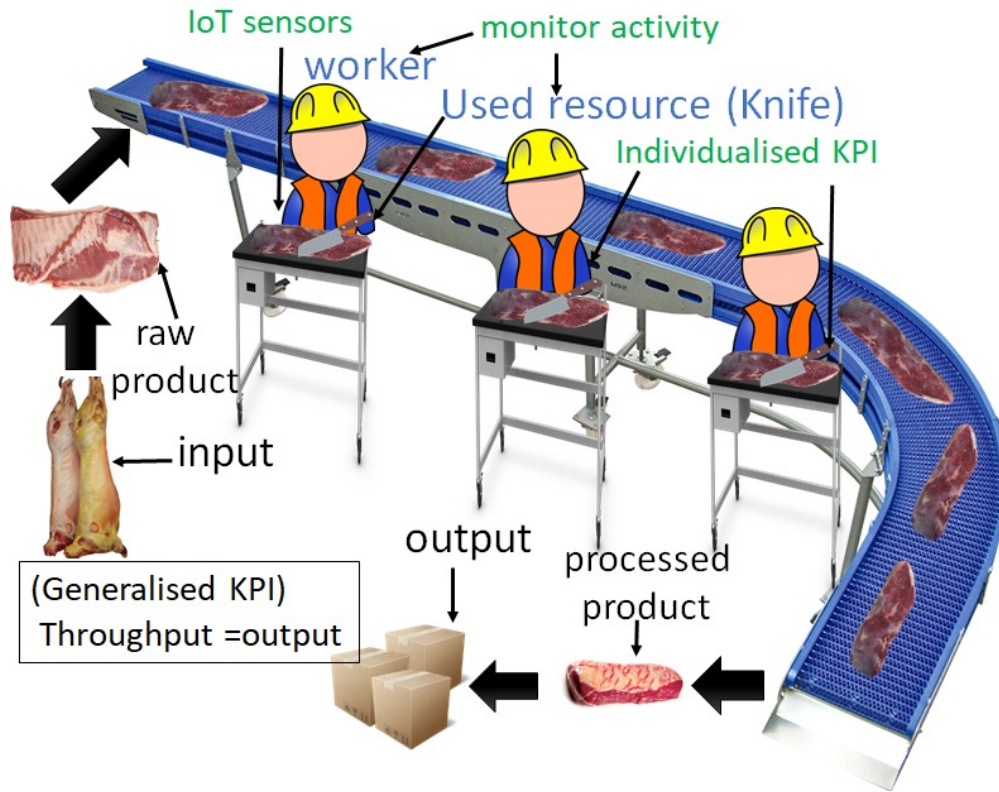 IoT sensors
monitor activity
worker
Used resource (Knife)
Individualised KPI
raw
product
input
output
processed
product
(Generalised KPI)
Throughput =output